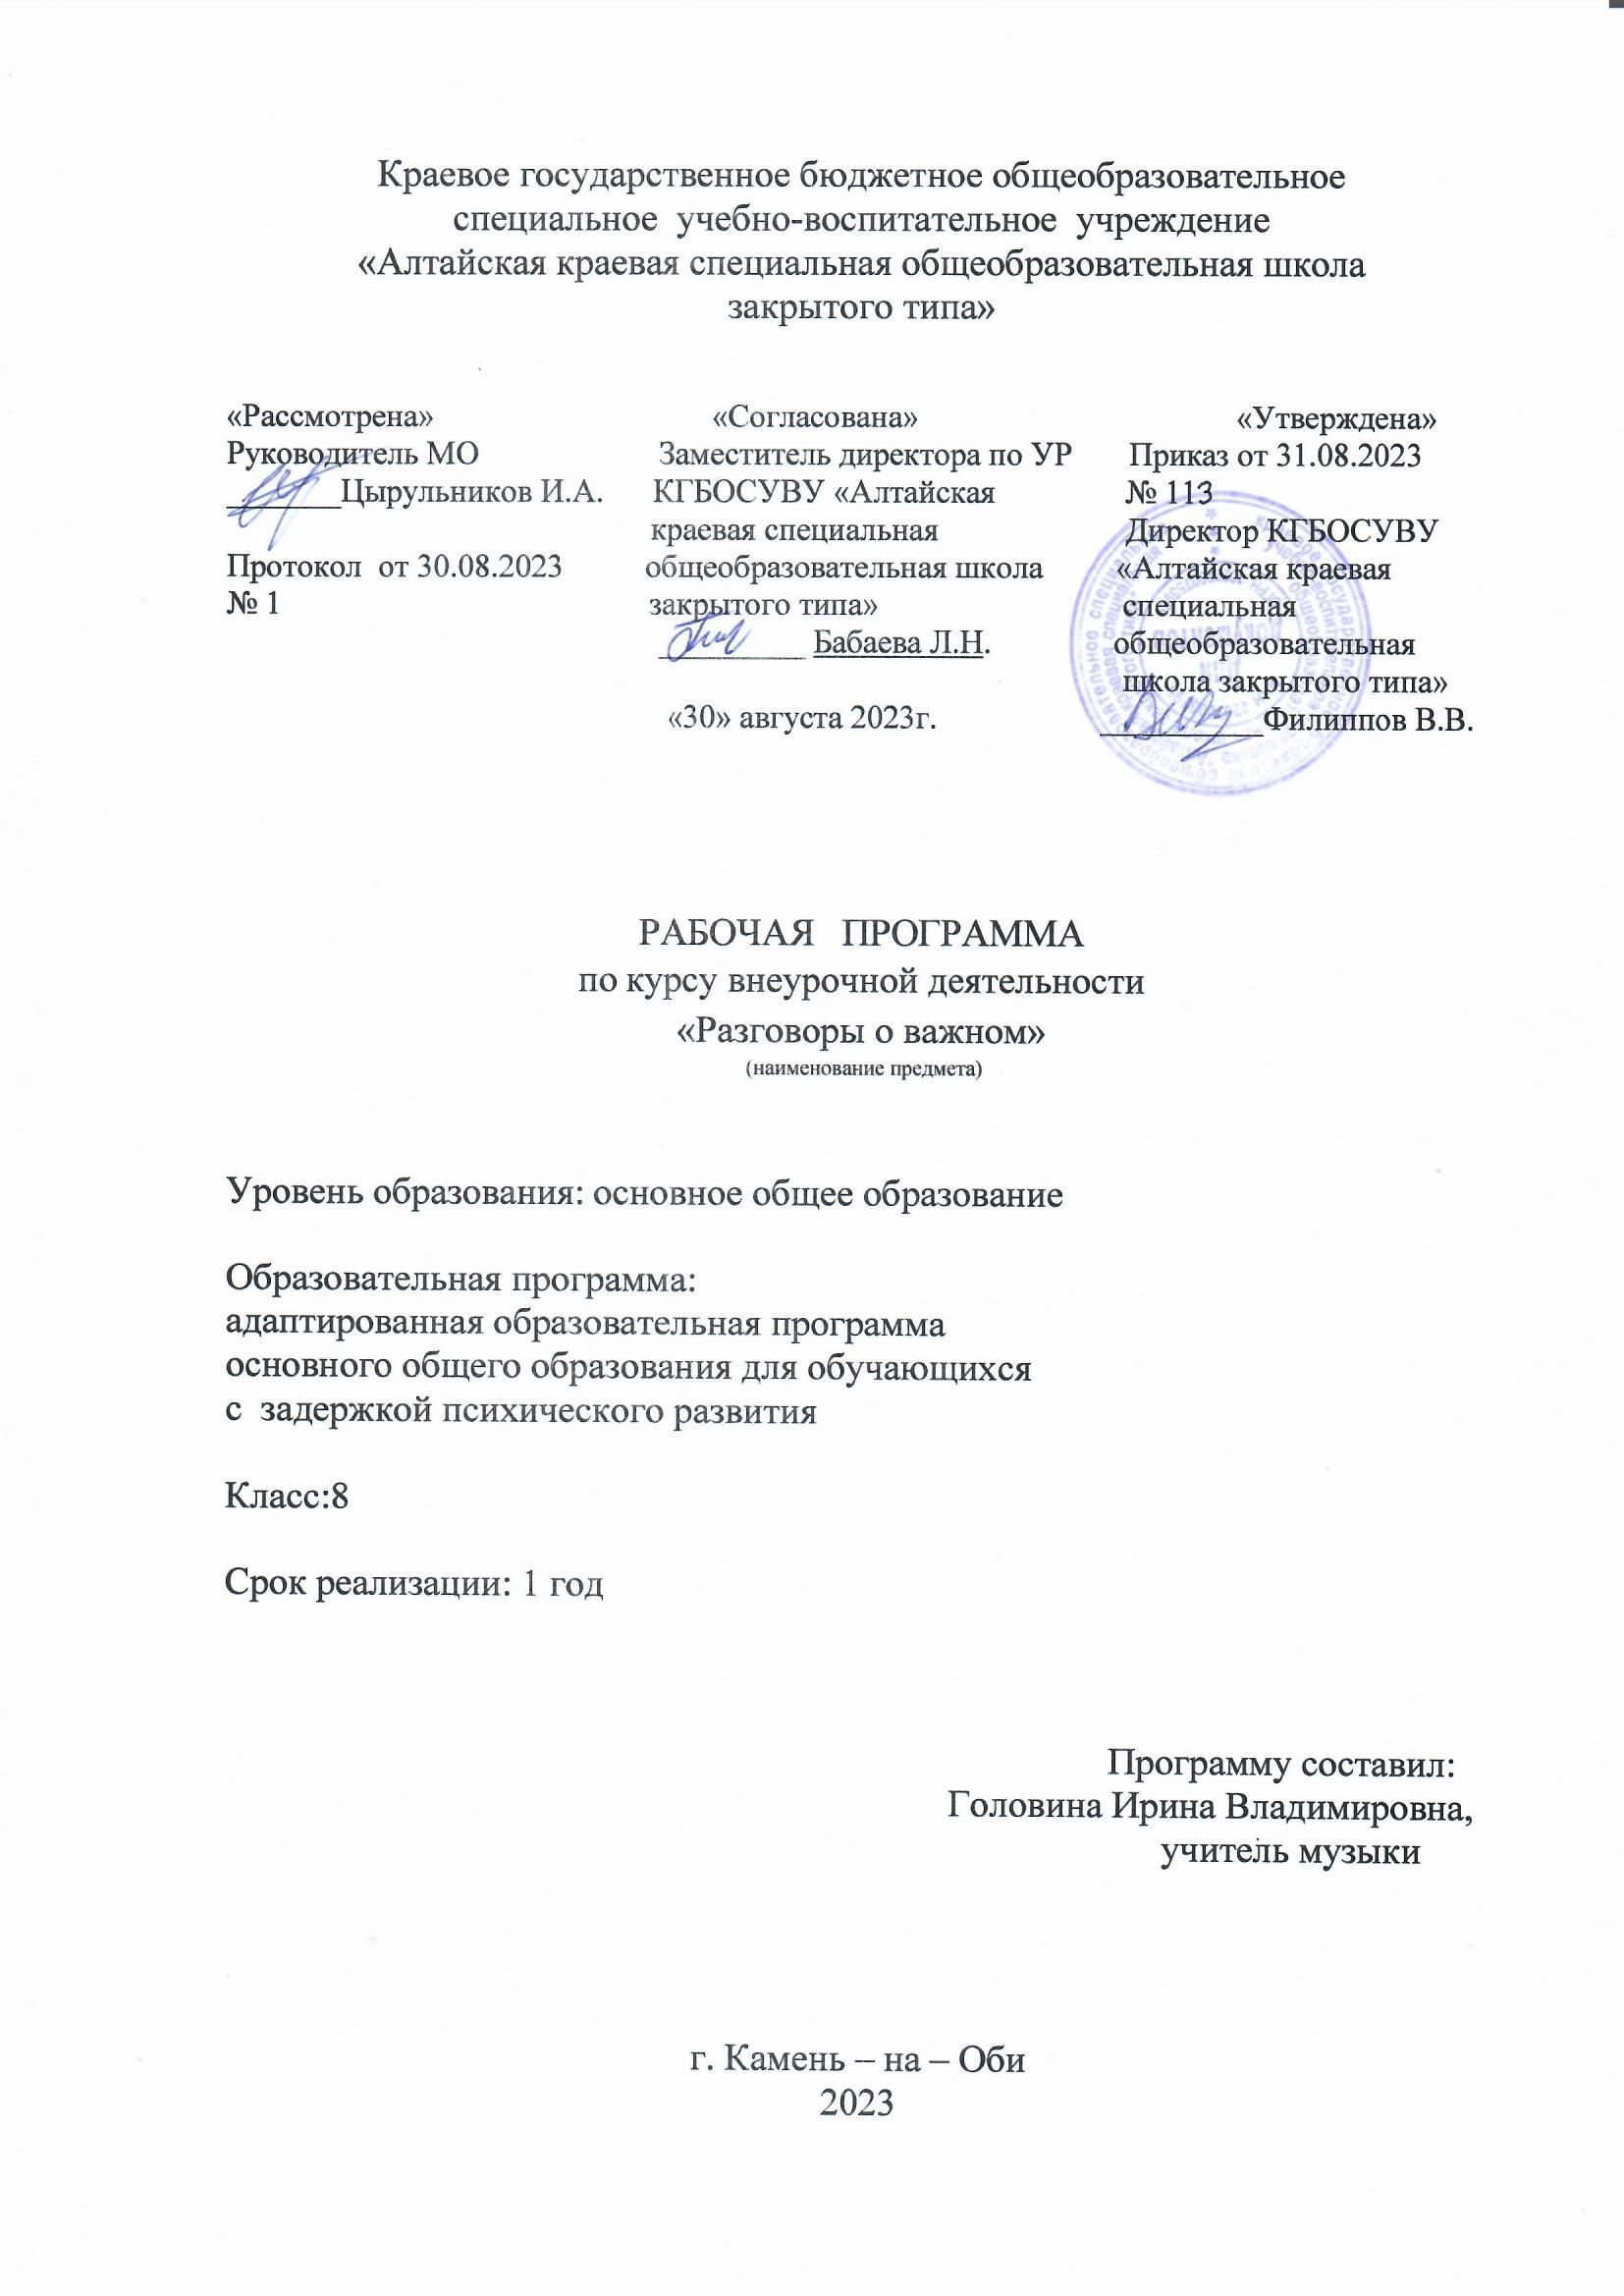 Краевое государственное бюджетное общеобразовательное
специальное учебно-воспитательное учреждение
«Алтайская краевая специальная общеобразовательная школа
закрытого типа»
«Рассмотрена»
Руководитель МО
_______Цырульников И.А.
Протокол от 30.08.2023
№ 1
«Согласована»
Заместитель директора по УР
КГБОСУВУ «Алтайская
краевая специальная
общеобразовательная школа
закрытого типа»
_________ Бабаева Л.Н.
«30» августа 2023г.
«Утверждена»
Приказ от 31.08.2023
№ 113
Директор КГБОСУВУ
«Алтайская краевая
специальная
общеобразовательная
школа закрытого типа»
__________Филиппов В.В.
РАБОЧАЯ ПРОГРАММА
по курсу внеурочной деятельности
«Разговоры о важном»
(наименование предмета)
Уровень образования: основное общее образование
Образовательная программа:
адаптированная образовательная программа
основного общего образования для обучающихся
с задержкой психического развития
Класс:8
Срок реализации: 1 год
Программу составил:
Головина Ирина Владимировна,
учитель музыки
г. Камень – на – Оби
2023